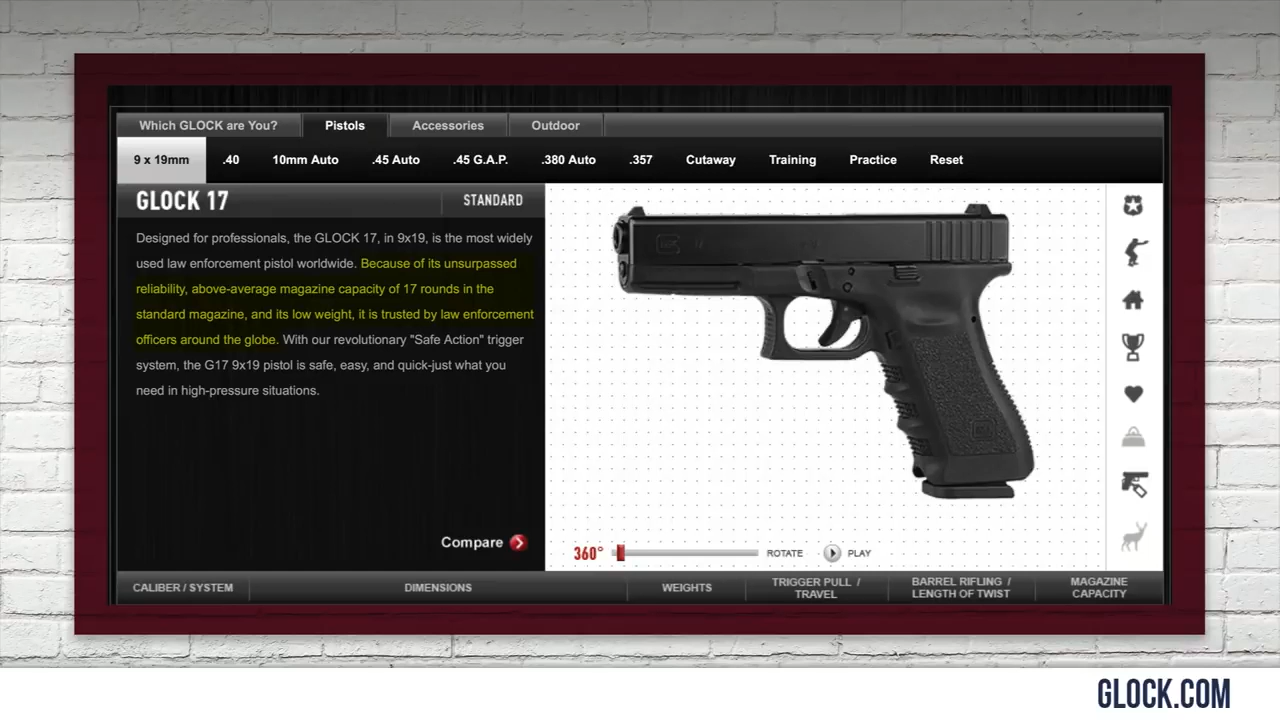 Which GLOCK are You? Pistols Accessories Outdoor
9 x 19mm .40 10mm Auto .45 Auto .45 G.A.P. .380 Auto .357 Cutaway Training Practice Reset
GLOCK 17 STANDARD
Designed for professionals, the GLOCK 17, in 9x19, is the most widely
used law enforcement pistol worldwide. Because of its unsurpassed
reliability, above-average magazine capacity of 17 rounds in the
standard magazine, and its low weight, it is trusted by law enforcement
officers around the globe. With our revolutionary "Safe Action" trigger
system, the G17 9x19 pistol is safe, easy, and quick-just what you
need in high-pressure situations.
Compare
360° ROTATE PLAY
CALIBER / SYSTEM
DIMENSIONS
WEIGHTS
TRIGGER PULL /
TRAVEL
BARREL RIFLING /
LENGTH OF TWIST
MAGAZINE
CAPACITY
GLOCK.COM